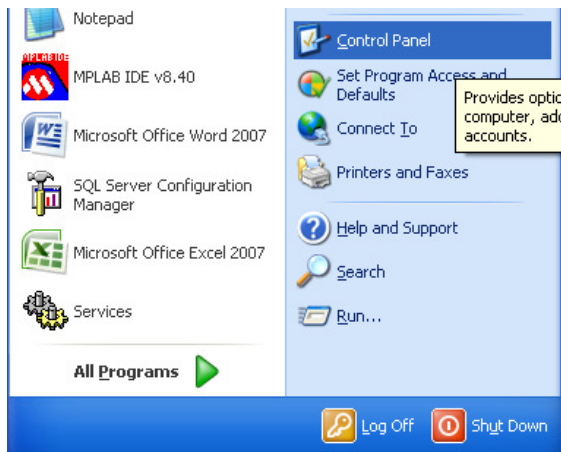 Notepad
MPLAB IDE
MPLAB IDE v8.40
Microsoft Office Word 2007
SQL Server Configuration
Manager
Microsoft Office Excel 2007
Services
All Programs
Control Panel
Set Program Access and
Defaults
Connect To
Printers and Faxes
Help and Support
Search
Run...
Provides
computer,
accounts.
Log Off
Shut Down